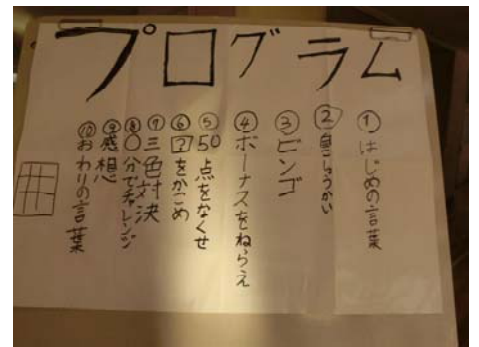 プログラム
① はじめの言葉
② 自こしょうかい
③ ビンゴ
④ ボーナスをねらえ
⑤ 50点をなくせ
⑥ ?をかこめ
⑦ 三色対決
⑧ ○分でチャレンジ
⑨ 感想
⑩ おわりの言葉